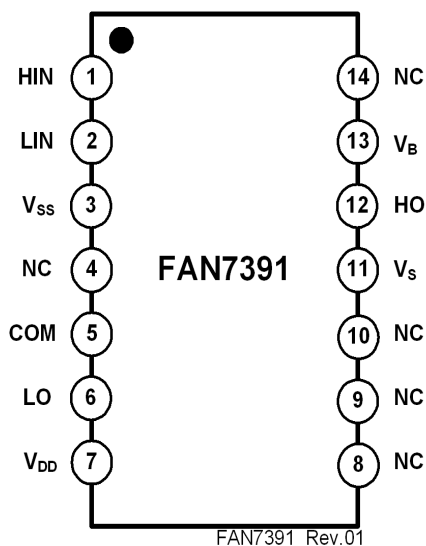 HIN 1 14 NC
LIN 2 13 VB
VSS 3 12 HO
NC 4 FAN7391 11 VS
COM 5 10 NC
LO 6 9 NC
VDD 7 8 NC
FAN7391 Rev.01